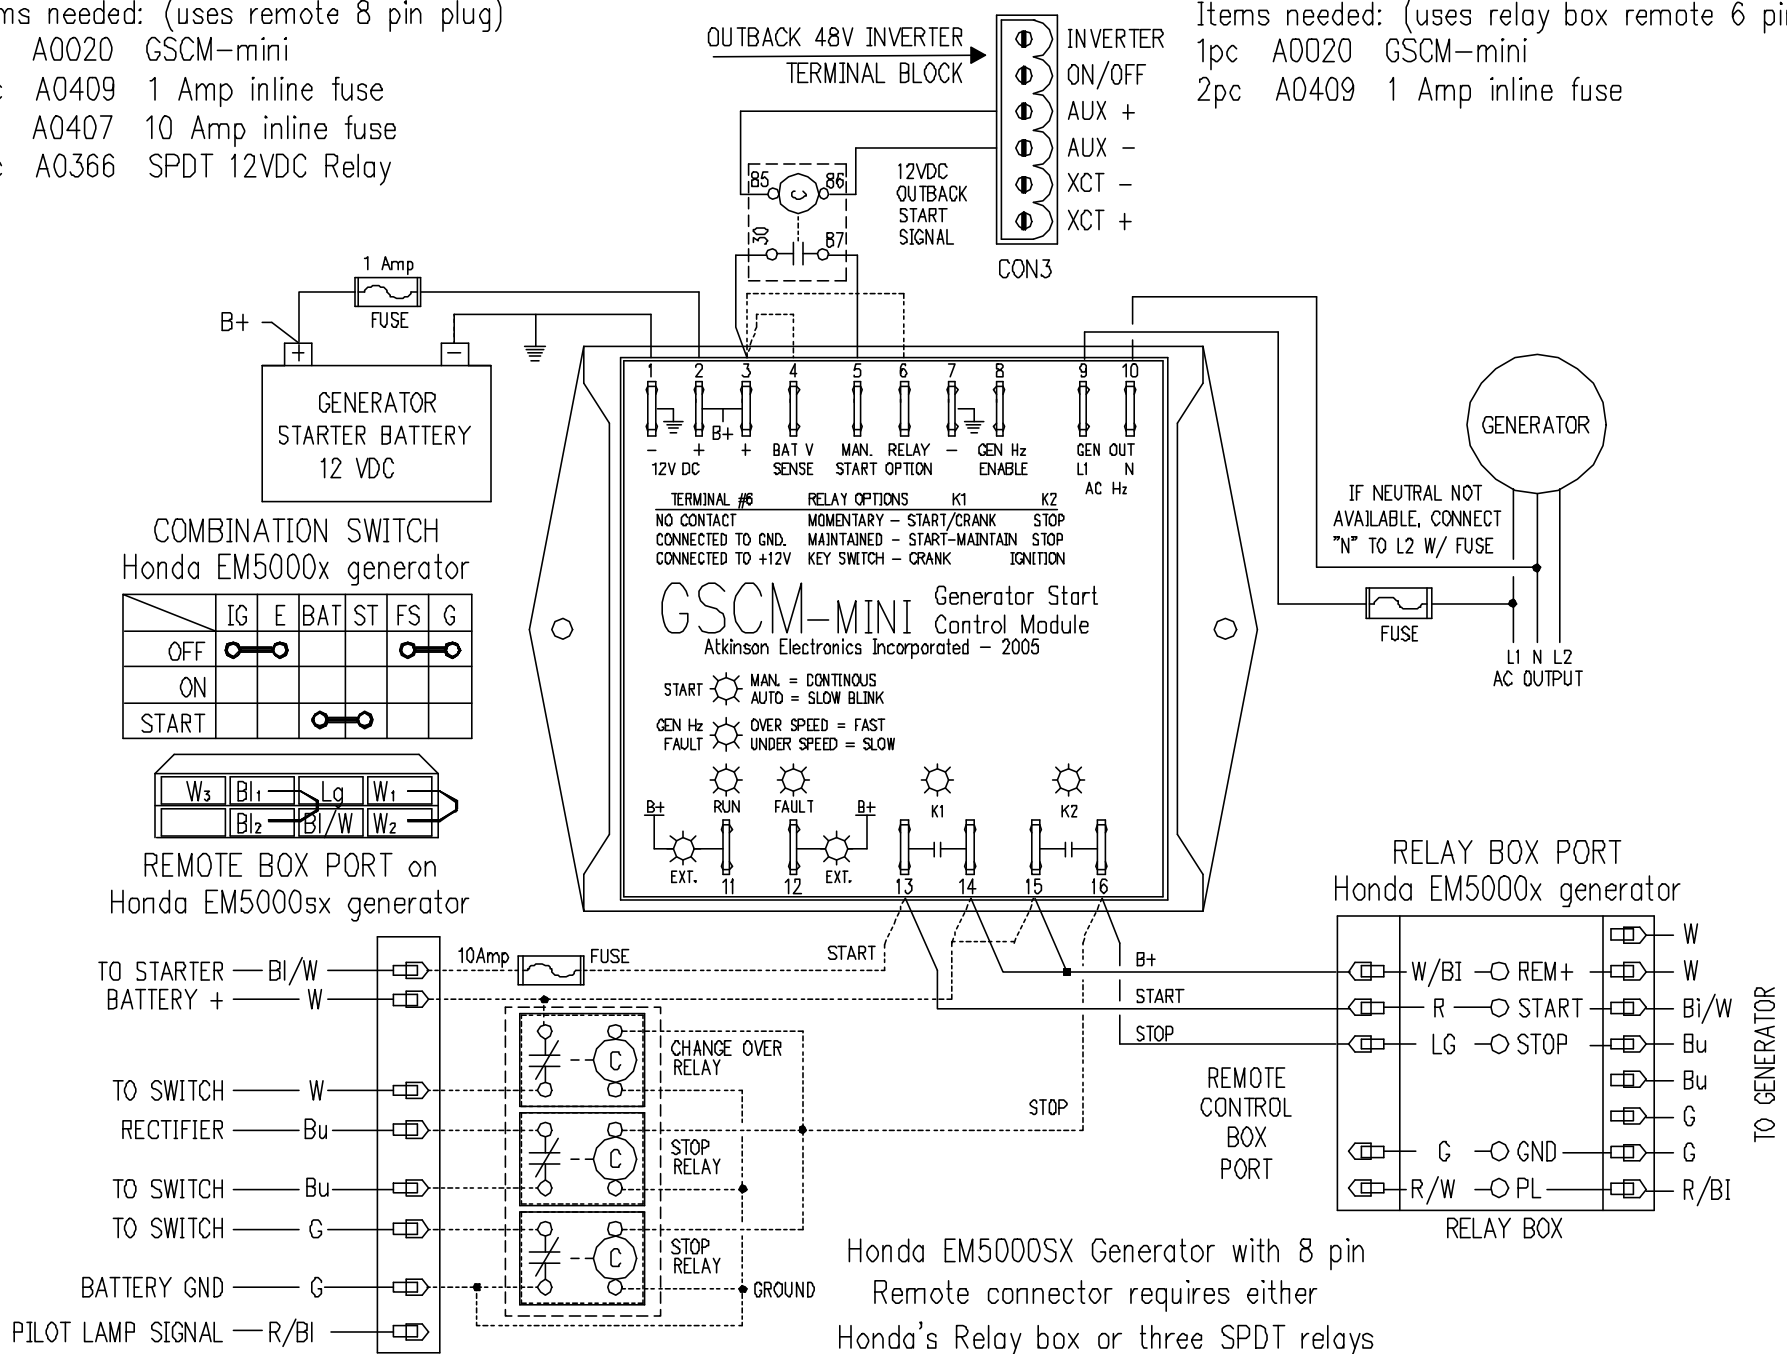 ms needed: (uses remote 8 pin plug)
A0020 GSCM-mini
c A0409 1 Amp inline fuse
A0407 10 Amp inline fuse
c A0366 SPDT 12VDC Relay
OUTBACK 48V INVERTER
TERMINAL BLOCK
INVERTER
ON/OFF
AUX +
AUX -
XCT -
XCT +
CON3
Items needed: (uses relay box remote 6 pi
1pc A0020 GSCM-mini
2pc A0409 1 Amp inline fuse
85 C 86
30 87
12VDC
OUTBACK
START
SIGNAL
1 Amp
FUSE
B+
+ -
GENERATOR
STARTER BATTERY
12 VDC
1 2 3 4 5 6 7 8 9 10
B+
- + + BAT V MAN. RELAY - GEN Hz GEN OUT
12V DC SENSE START OPTION ENABLE L1 N
AC Hz
TERMINAL #6 RELAY OPTIONS K1 K2
NO CONTACT MOMENTARY - START/CRANK STOP
CONNECTED TO GND. MAINTAINED - START-MAINTAIN STOP
CONNECTED TO +12V KEY SWITCH - CRANK IGNITION
GSCM-MINI Generator Start
Control Module
Atkinson Electronics Incorporated - 2005
START MAN. = CONTINOUS
AUTO = SLOW BLINK
GEN Hz OVER SPEED = FAST
FAULT UNDER SPEED = SLOW
B+ RUN FAULT B+ K1 K2
EXT. 11 12 EXT. 13 14 15 16
GENERATOR
IF NEUTRAL NOT
AVAILABLE, CONNECT
"N" TO L2 W/ FUSE
FUSE
L1 N L2
AC OUTPUT
COMBINATION SWITCH
Honda EM5000x generator
IG E BAT ST FS G
OFF
ON
START
W3 Bl1 Lg W1
Bl2 Bl/W W2
REMOTE BOX PORT on
Honda EM5000sx generator
TO STARTER Bl/W
BATTERY + W
TO SWITCH W
RECTIFIER Bu
TO SWITCH Bu
TO SWITCH G
BATTERY GND G
PILOT LAMP SIGNAL R/Bl
10Amp FUSE
START
C CHANGE OVER
RELAY
C STOP
RELAY
C STOP
RELAY
GROUND
STOP
B+
START
STOP
RELAY BOX PORT
Honda EM5000x generator
W
W/Bl REM+ W
R START Bl/W
LG STOP Bu
Bu
G
G GND G
R/W PL R/Bl
RELAY BOX
TO GENERATOR
REMOTE
CONTROL
BOX
PORT
Honda EM5000SX Generator with 8 pin
Remote connector requires either
Honda's Relay box or three SPDT relays